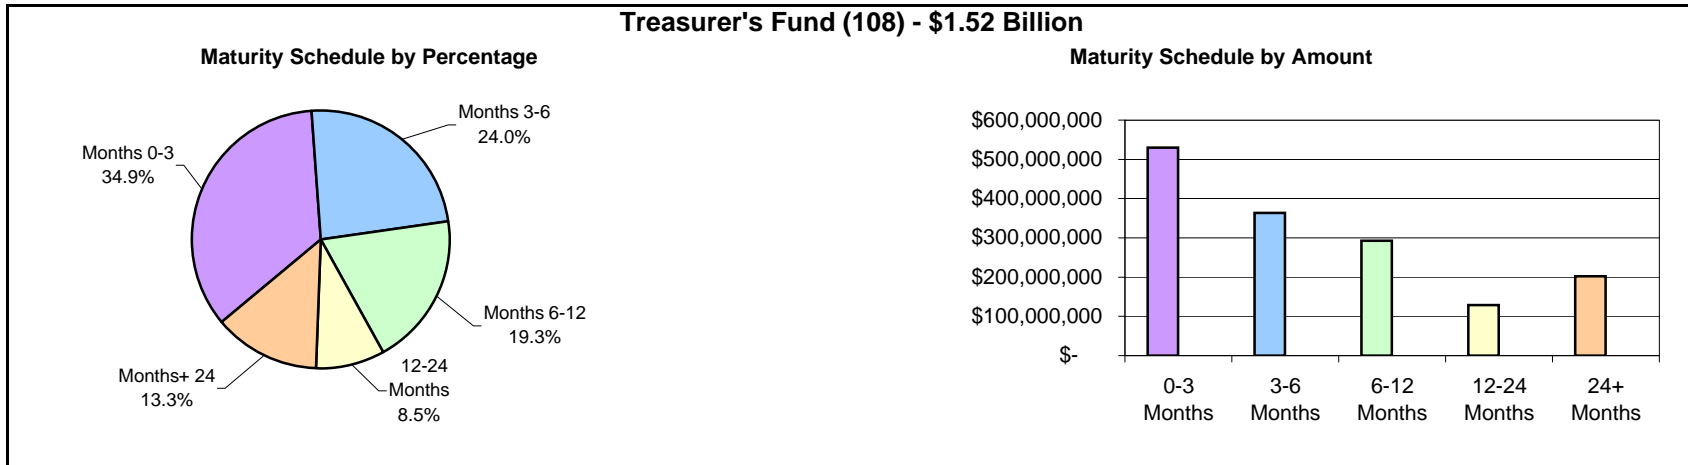 Treasurer's Fund (108) - $1.52 Billion
Maturity Schedule by Percentage
Months 3-6
24.0%
Months 0-3
34.9%
Months 6-12
19.3%
12-24
Months
8.5%
Months+ 24
13.3%
Maturity Schedule by Amount
$600,000,000
$500,000,000
$400,000,000
$300,000,000
$200,000,000
$100,000,000
$-
0-3 3-6 6-12 12-24 24+
Months Months Months Months Months